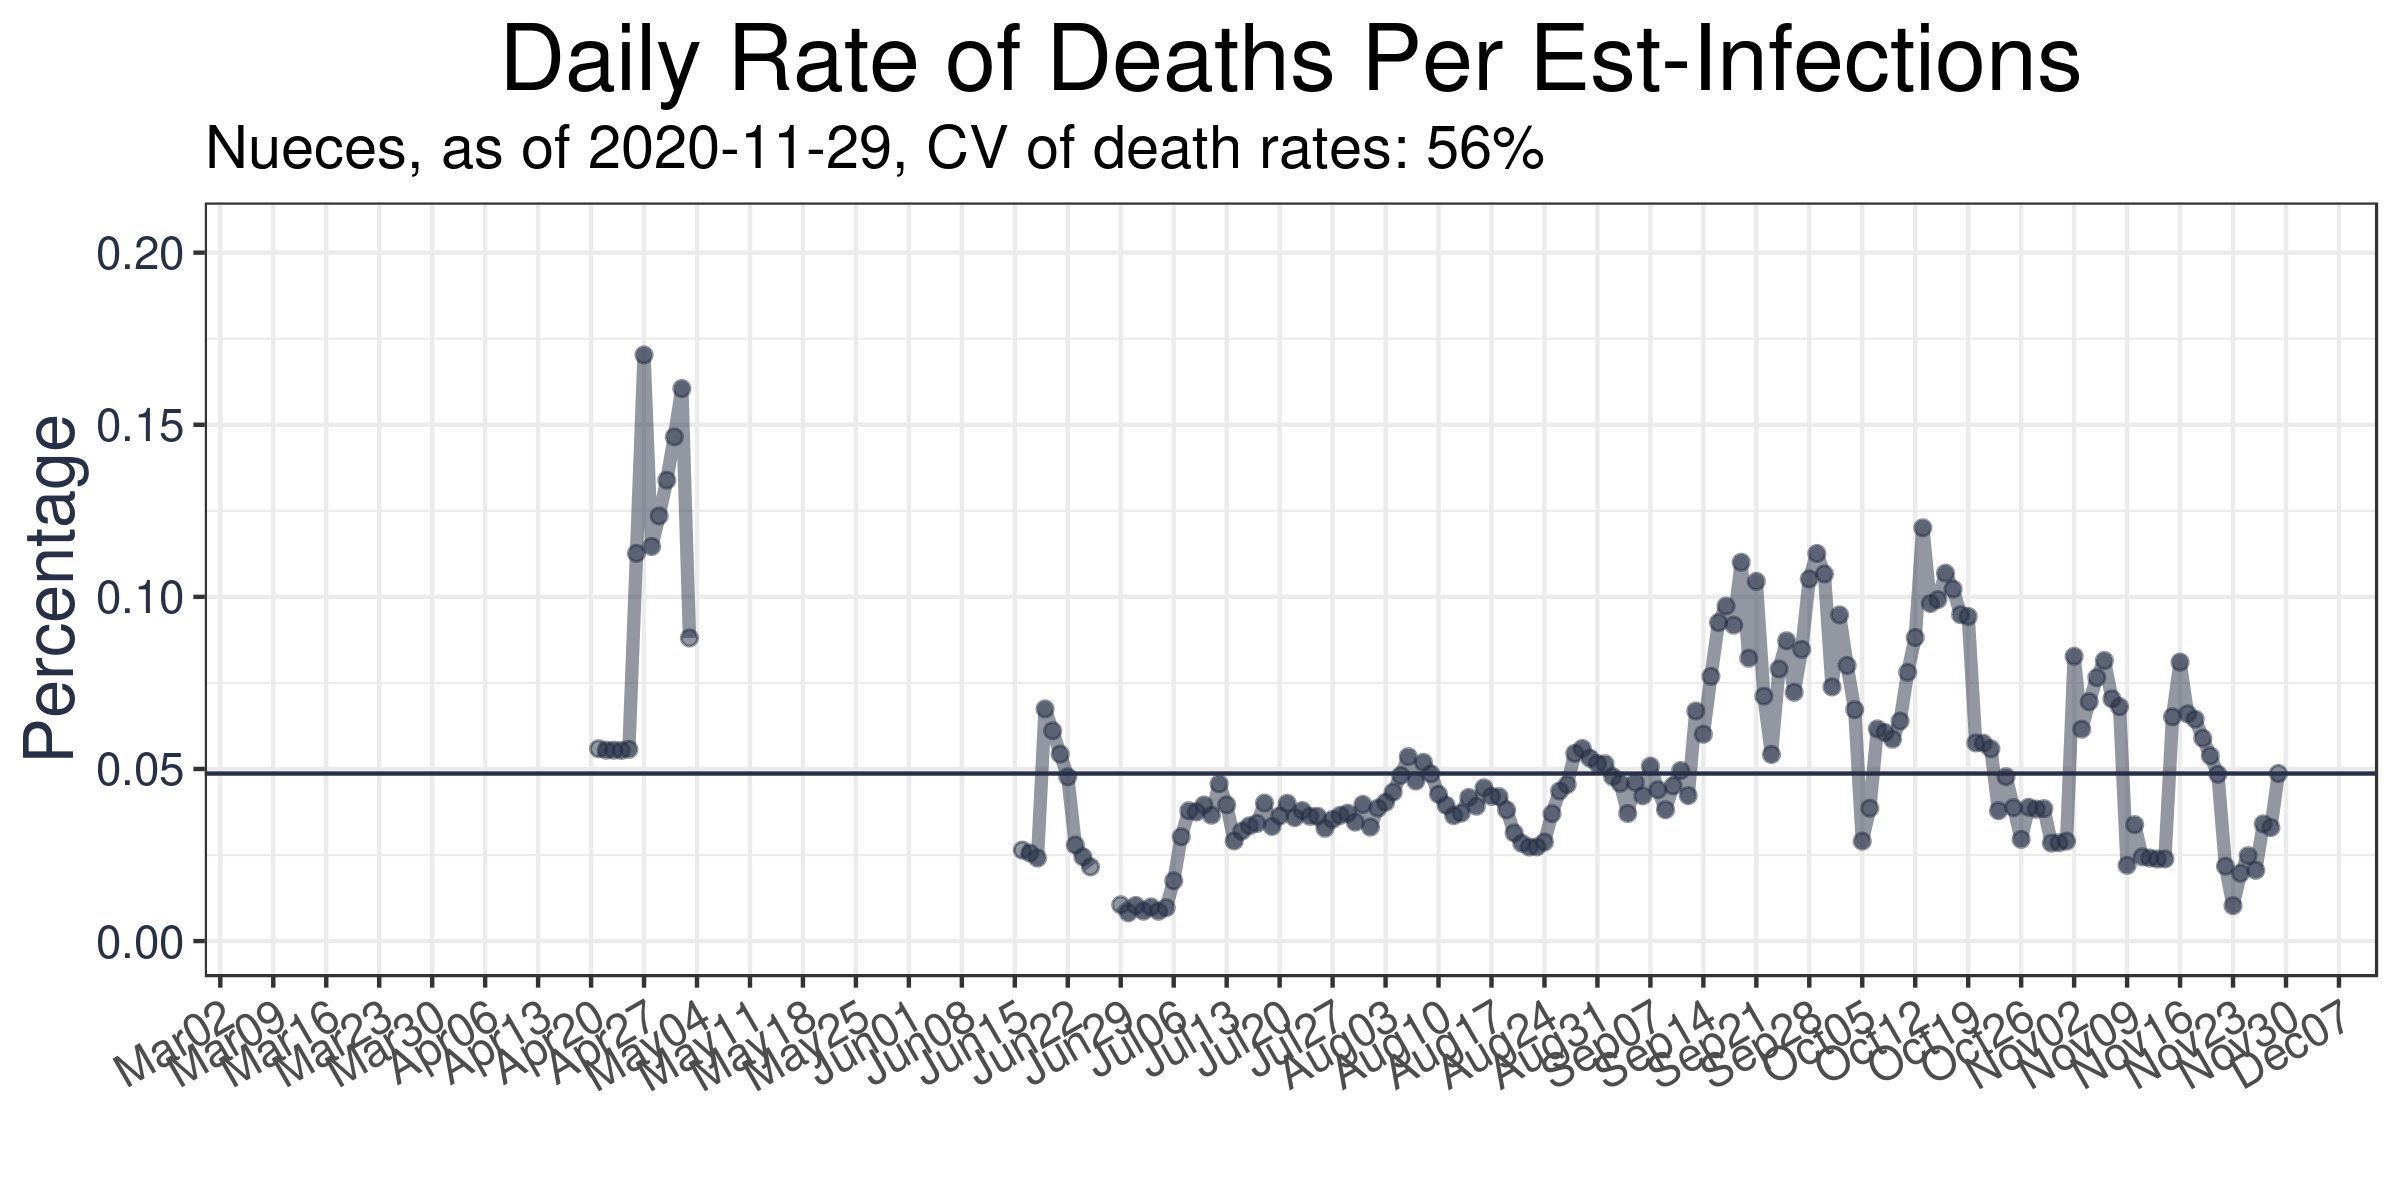 Daily Rate of Deaths Per Est-Infections
Nueces, as of 2020-11-29, CV of death rates: 56%
Percentage
0.20
0.15
0.10
0.05
0.00
Mar02
Mar09
Mar16
Mar23
Mar30
Apr06
Apr13
Apr20
Apr27
May04
May11
May18
May25
Jun01
Jun08
Jun15
Jun22
Jun29
Jul06
Jul13
Jul20
Jul27
Aug03
Aug10
Aug17
Aug24
Aug31
Sep07
Sep14
Sep21
Sep28
Oct05
Oct12
Oct19
Oct26
Nov02
Nov09
Nov16
Nov23
Nov30
Dec07